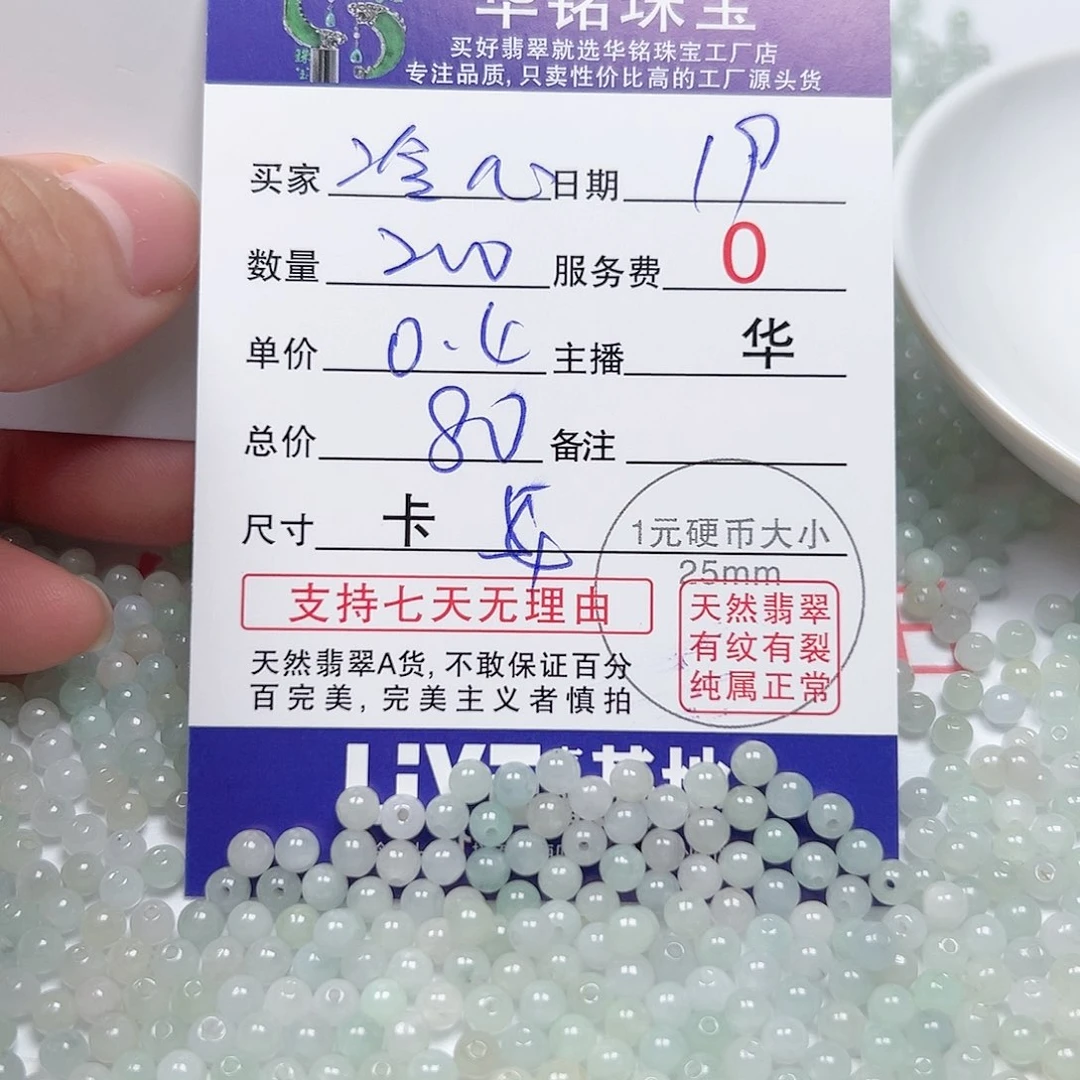 华铭珠宝
买好翡翠就选华铭珠宝工厂店
专注品质,只卖性价比高的工厂源头货
买家 冷心 日期
数量 200 服务费 0
单价 0.4 主播 华
总价 80 备注
尺寸 卡
1元硬币大小
25mm
支持七天无理由
天然翡翠
有纹有裂
纯属正常
天然翡翠A货,不敢保证百分
百完美,完美主义者慎拍